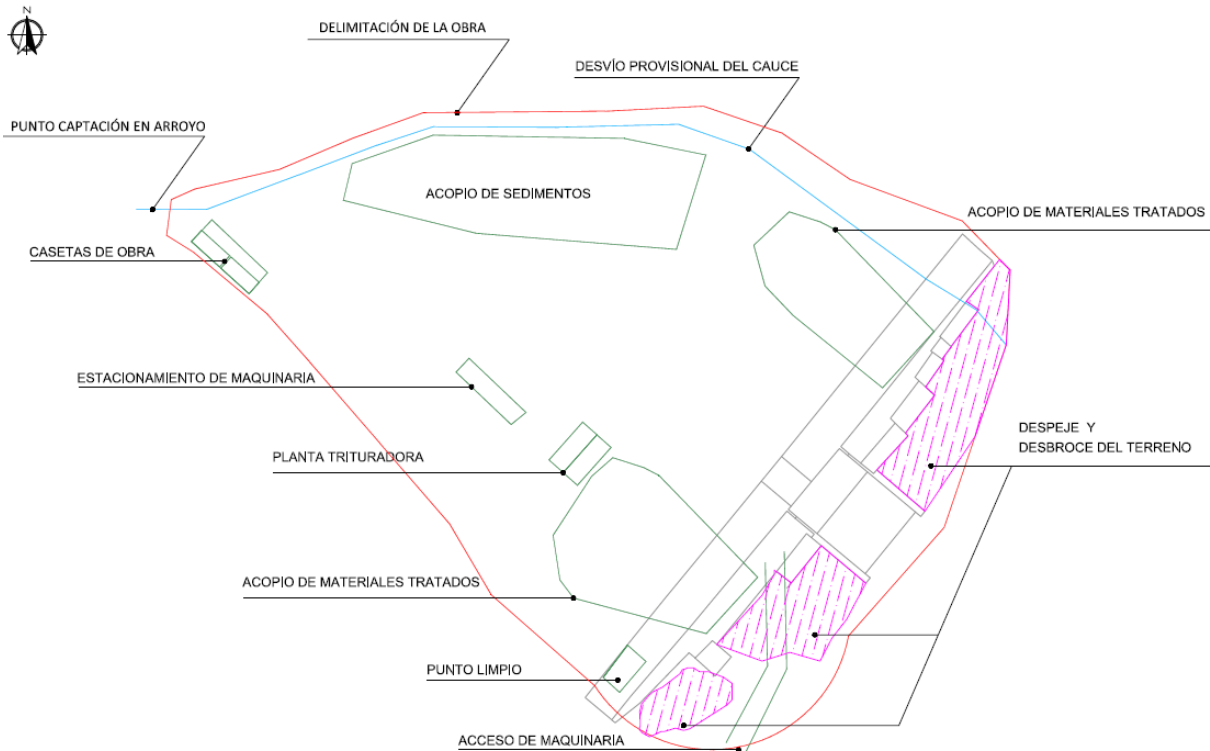 N
DELIMITACIÓN DE LA OBRA
DESVÍO PROVISIONAL DEL CAUCE
PUNTO CAPTACIÓN EN ARROYO
ACOPIO DE SEDIMENTOS
ACOPIO DE MATERIALES TRATADOS
CASETAS DE OBRA
ESTACIONAMIENTO DE MAQUINARIA
DESPEJE Y
DESBROCE DEL TERRENO
PLANTA TRITURADORA
ACOPIO DE MATERIALES TRATADOS
PUNTO LIMPIO
ACCESO DE MAQUINARIA